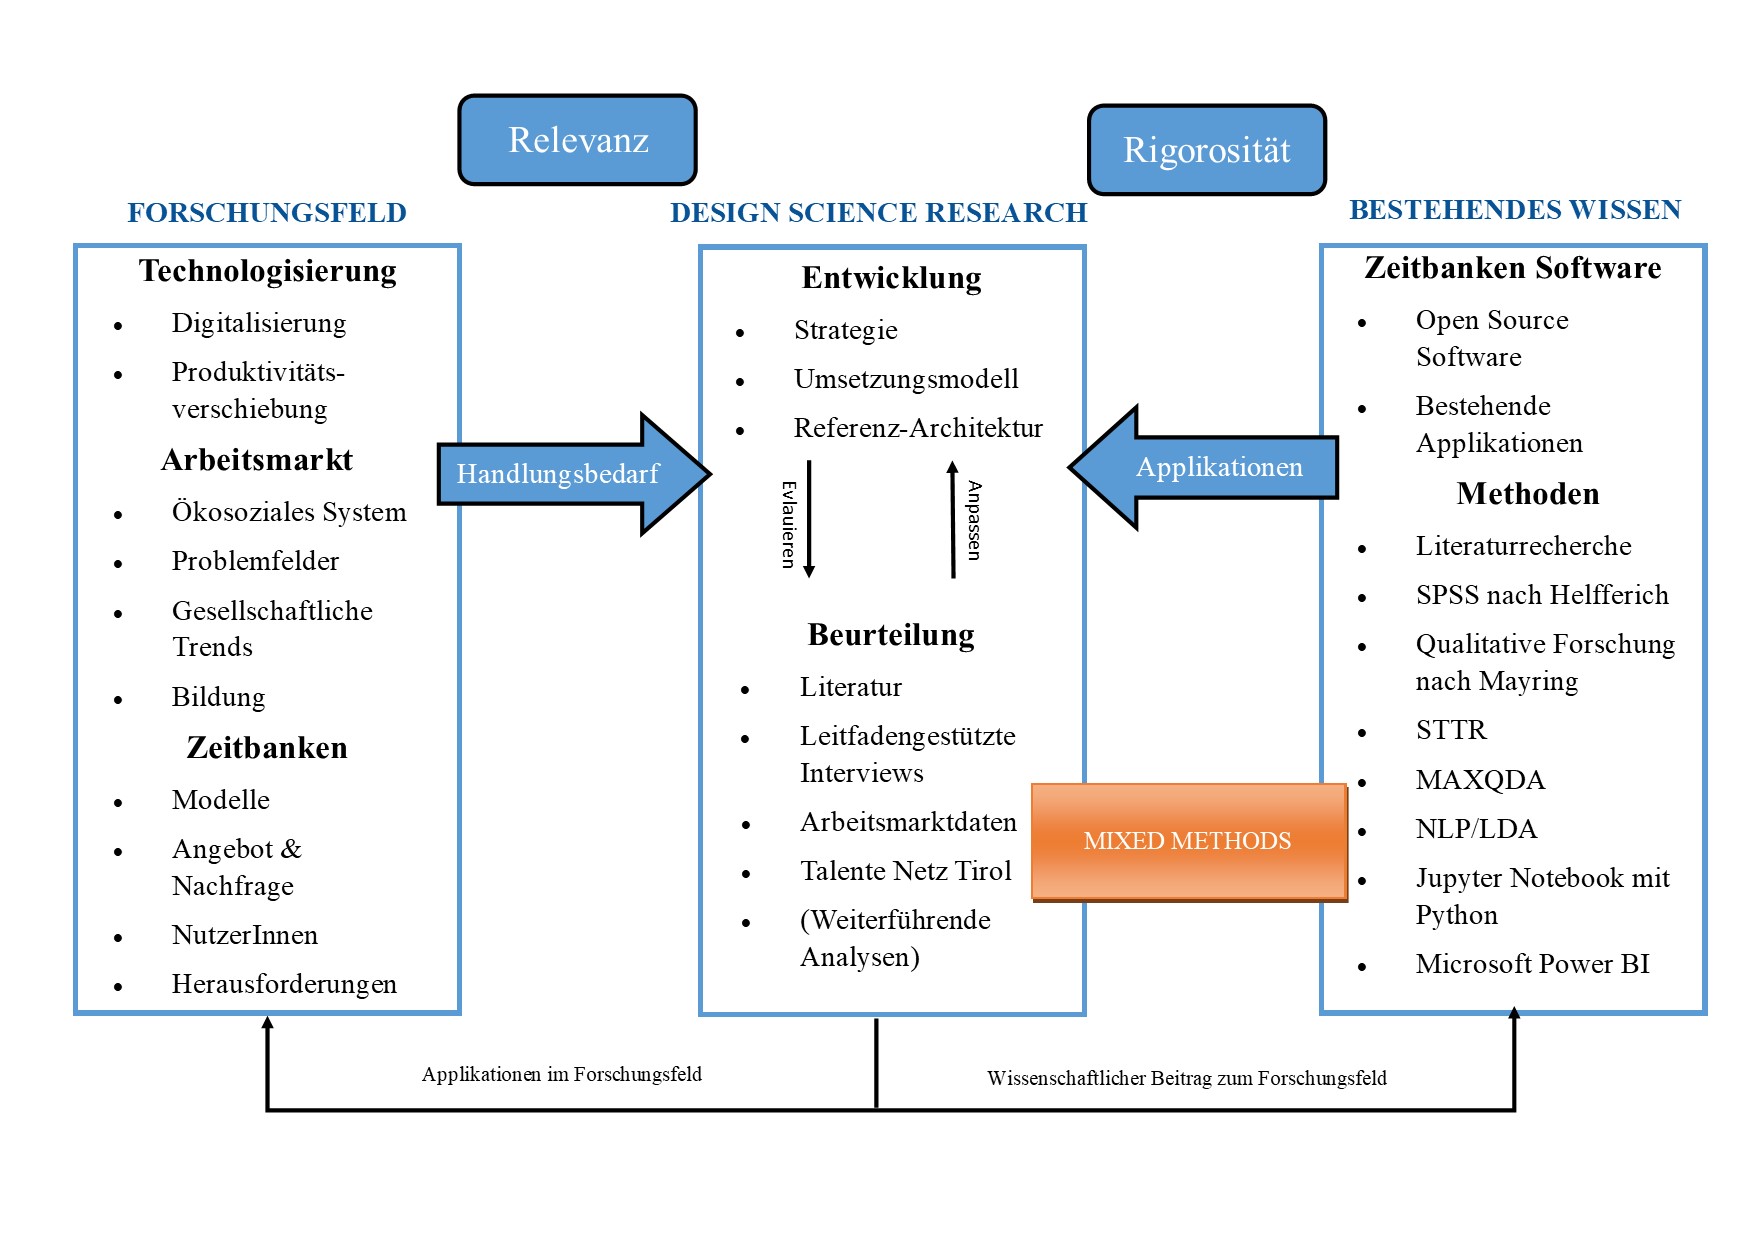 Relevanz
Rigorosität
FORSCHUNGSFELD
Technologisierung
• Digitalisierung
• Produktivitäts-
verschiebung
Arbeitsmarkt
• Ökosoziales System
• Problemfelder
• Gesellschaftliche
Trends
• Bildung
Zeitbanken
• Modelle
• Angebot &
Nachfrage
• NutzerInnen
• Herausforderungen
Handlungsbedarf
DESIGN SCIENCE RESEARCH
Entwicklung
• Strategie
• Umsetzungsmodell
• Referenz-Architektur
Evlauieren
Anpassen
Beurteilung
• Literatur
• Leitfadengestützte
Interviews
• Arbeitsmarktdaten
• Talente Netz Tirol
• (Weiterführende
Analysen)
Applikationen
MIXED METHODS
BESTEHENDES WISSEN
Zeitbanken Software
• Open Source
Software
• Bestehende
Applikationen
Methoden
• Literaturrecherche
• SPSS nach Helfferich
• Qualitative Forschung
nach Mayring
• STTR
• MAXQDA
• NLP/LDA
• Jupyter Notebook mit
Python
• Microsoft Power BI
Applikationen im Forschungsfeld
Wissenschaftlicher Beitrag zum Forschungsfeld